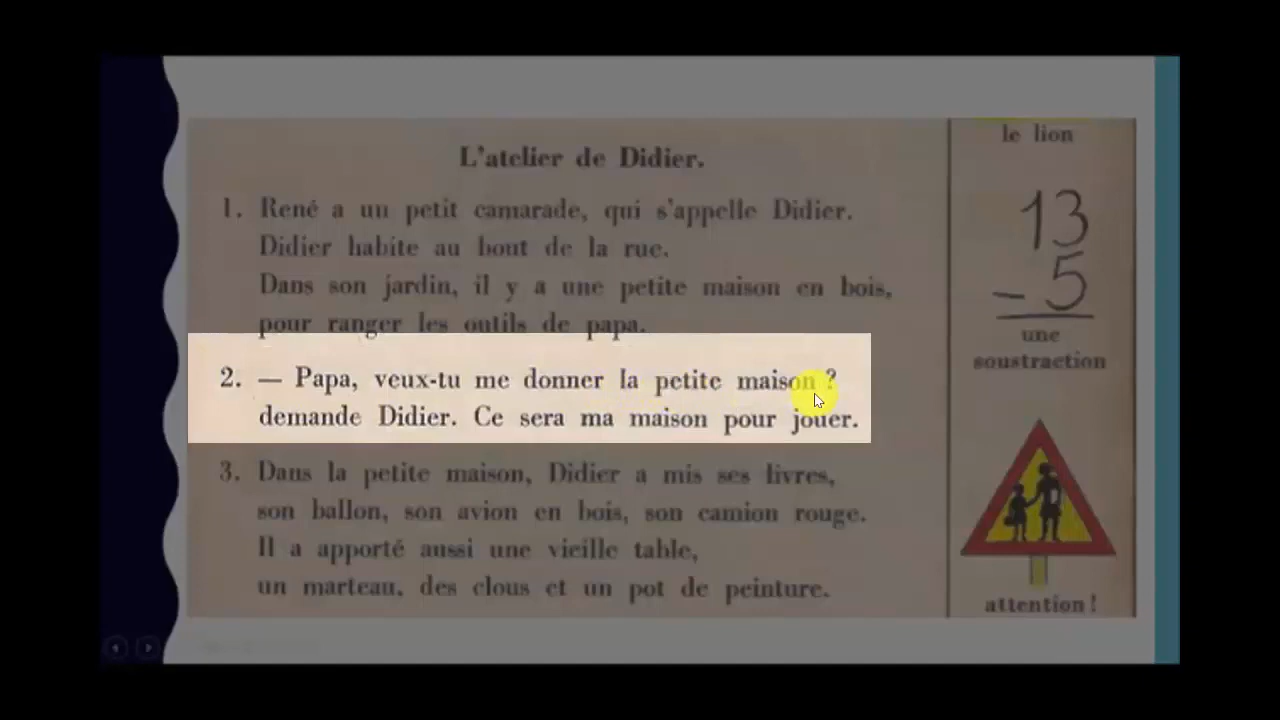 L'atelier de Didier.
1. René a un petit camarade, qui s'appelle Didier.
Didier habite au bout de la rue.
Dans son jardin, il y a une petite maison en bois,
pour ranger les outils de papa.
2. — Papa, veux-tu me donner la petite maison ?
demande Didier. Ce sera ma maison pour jouer.
3. Dans la petite maison, Didier a mis ses livres,
son ballon, son avion en bois, son camion rouge.
Il a apporté aussi une vieille table,
un marteau, des clous et un pot de peinture.
le lion
13
- 5
une
soustraction
attention !